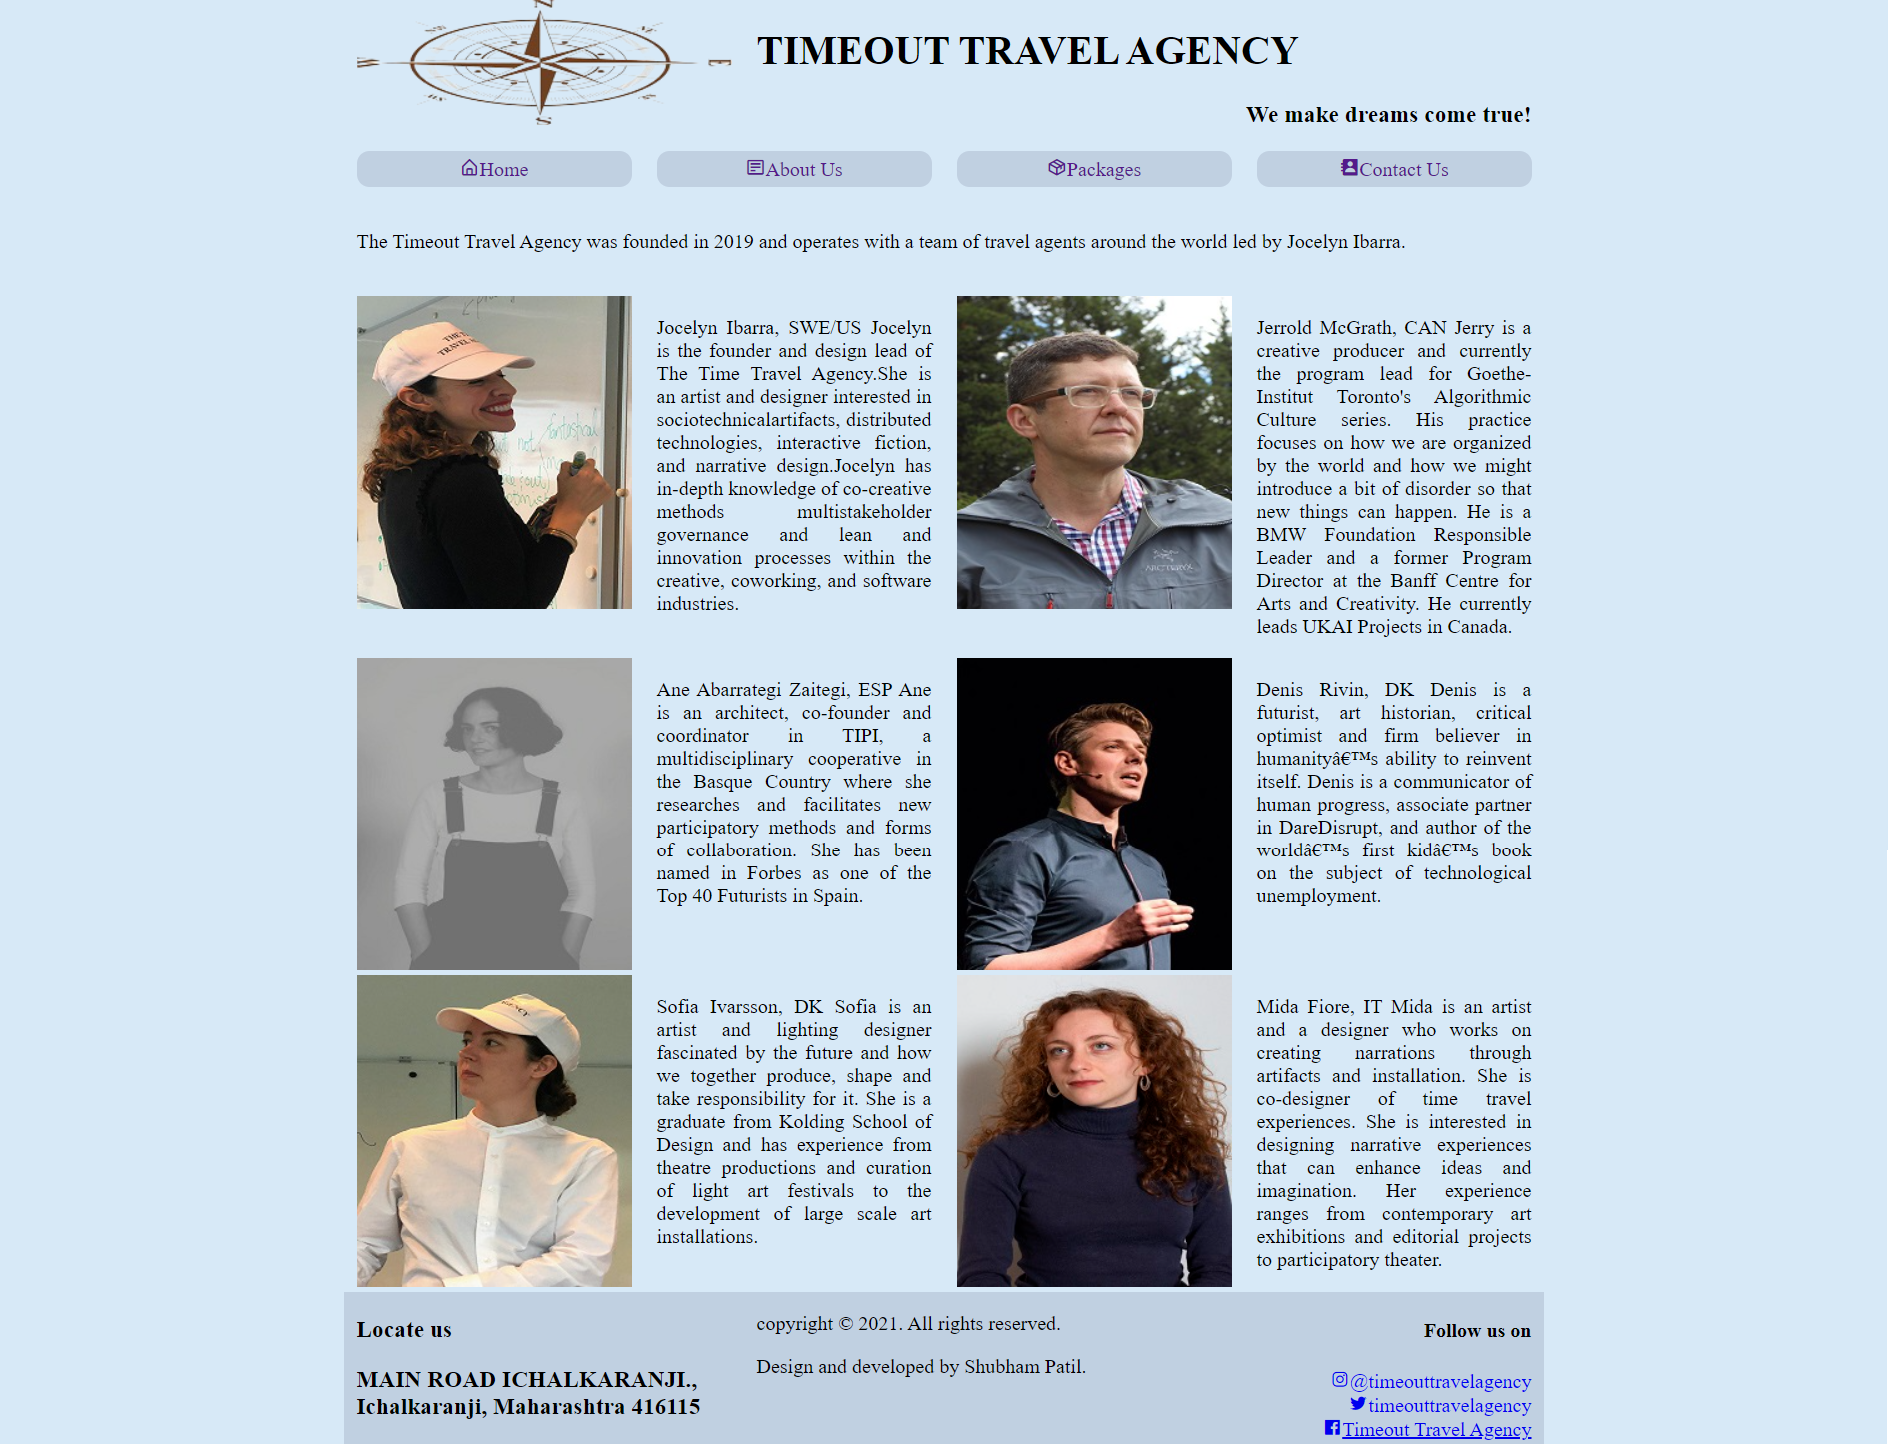 TIMEOUT TRAVEL AGENCY
We make dreams come true!
Home
About Us
Packages
Contact Us
The Timeout Travel Agency was founded in 2019 and operates with a team of travel agents around the world led by Jocelyn Ibarra.
Jocelyn Ibarra, SWE/US Jocelyn
is the founder and design lead of
The Time Travel Agency.She is
an artist and designer interested in
sociotechnicalartifacts, distributed
technologies, interactive fiction,
and narrative design.Jocelyn has
in-depth knowledge of co-creative
methods multistakeholder
governance and lean and
innovation processes within the
creative, coworking, and software
industries.
ARC'TERYX
Jerrold McGrath, CAN Jerry is a
creative producer and currently
the program lead for Goethe-
Institut Toronto's Algorithmic
Culture series. His practice
focuses on how we are organized
by the world and how we might
introduce a bit of disorder so that
new things can happen. He is a
BMW Foundation Responsible
Leader and a former Program
Director at the Banff Centre for
Arts and Creativity. He currently
leads UKAI Projects in Canada.
Ane Abarrategi Zaitegi, ESP Ane
is an architect, co-founder and
coordinator in TIPI, a
multidisciplinary cooperative in
the Basque Country where she
researches and facilitates new
participatory methods and forms
of collaboration. She has been
named in Forbes as one of the
Top 40 Futurists in Spain.
Denis Rivin, DK Denis is a
futurist, art historian, critical
optimist and firm believer in
humanityâ€™s ability to reinvent
itself. Denis is a communicator of
human progress, associate partner
in DareDisrupt, and author of the
worldâ€™s first kidâ€™s book
on the subject of technological
unemployment.
Sofia Ivarsson, DK Sofia is an
artist and lighting designer
fascinated by the future and how
we together produce, shape and
take responsibility for it. She is a
graduate from Kolding School of
Design and has experience from
theatre productions and curation
of light art festivals to the
development of large scale art
installations.
Mida Fiore, IT Mida is an artist
and a designer who works on
creating narrations through
artifacts and installation. She is
co-designer of time travel
experiences. She is interested in
designing narrative experiences
that can enhance ideas and
imagination. Her experience
ranges from contemporary art
exhibitions and editorial projects
to participatory theater.
Locate us
MAIN ROAD ICHALKARANJI.,
Ichalkaranji, Maharashtra 416115
copyright © 2021. All rights reserved.
Design and developed by Shubham Patil.
Follow us on
@timeouttravelagency
timeouttravelagency
Timeout Travel Agency